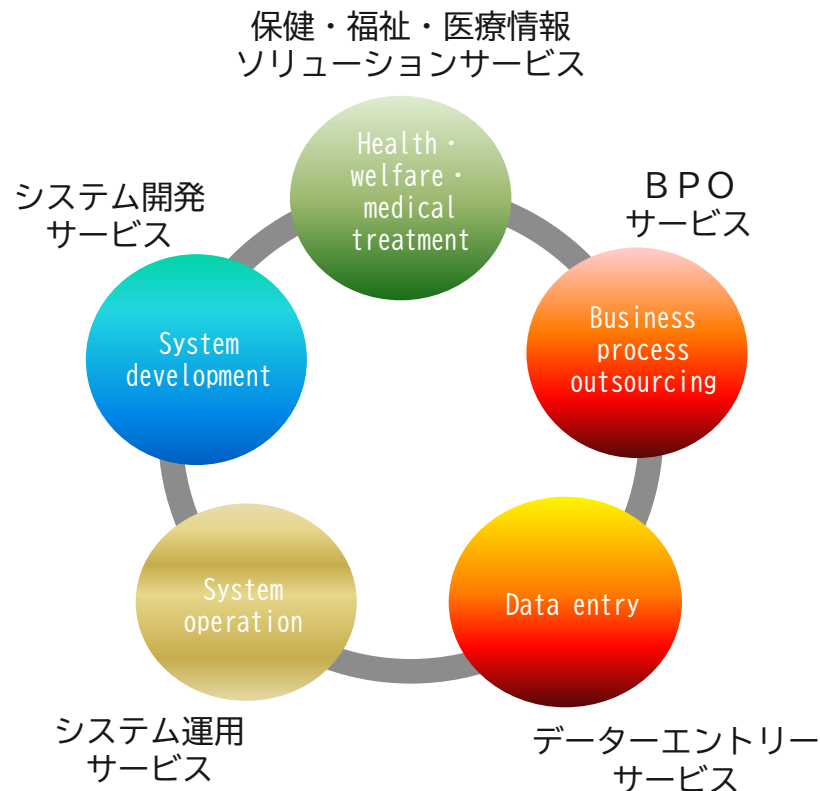 保健・福祉・医療情報
ソリューションサービス
Health・
welfare・
medical
treatment
システム開発
サービス
System
development
ＢＰＯ
サービス
Business
process
outsourcing
System
operation
システム運用
サービス
Data entry
データーエントリー
サービス